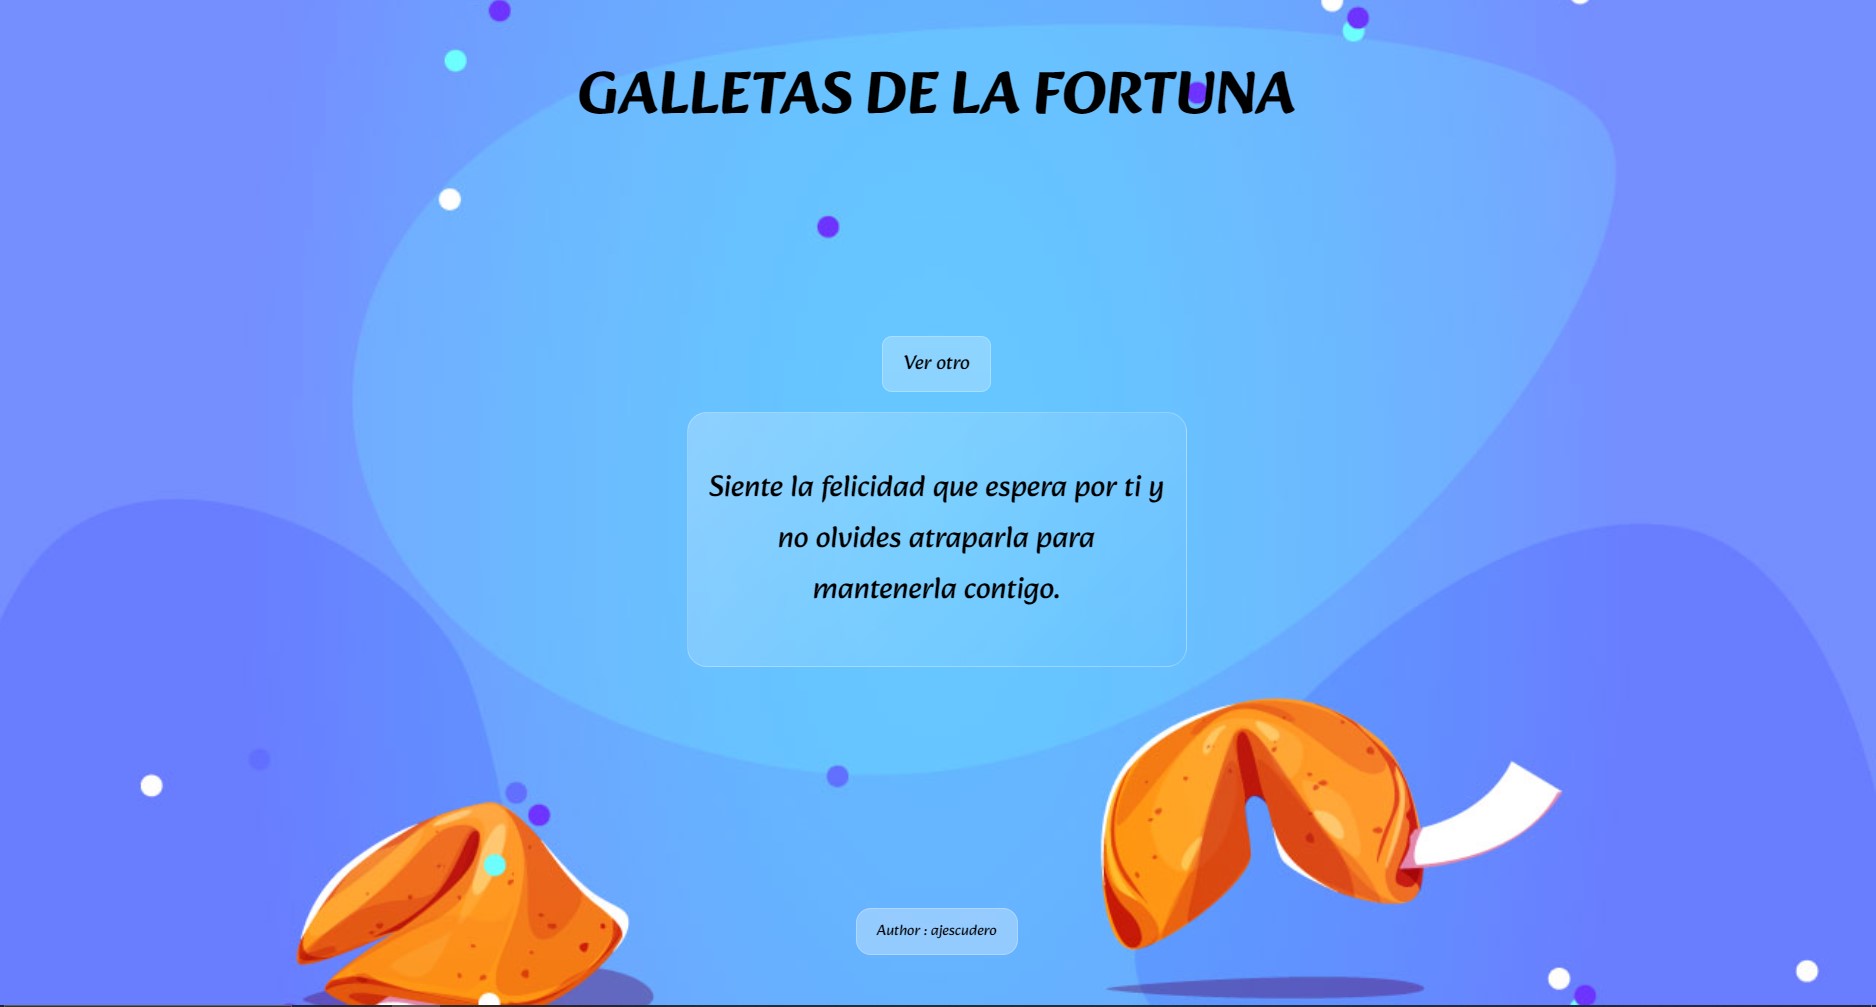 GALLETAS DE LA FORTUNA
Ver otro
Siente la felicidad que espera por ti y
no olvides atraparla para
mantenerla contigo.
Author : ajescudero